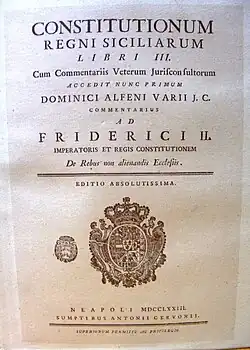 CONSTITUTIONUM
REGNI SICILIARUM
LIBRI III.
Cum Commentariis Veterum Jurisconsultorum
ACCEDIT NUNC PRIMUM
DOMINICI ALFENI VARII J. C.
COMMENTARIUS
AD
FRIDERICI II.
IMPERATORIS ET REGIS CONSTITUTIONEM
De Rebus non alienandis Ecclesiis.
EDITIO ABSOLUTISSIMA.
NEAPOLI MDCCLXXIII.
SUMPTIBUS ANTONII CERVONII.
SUPERIORUM PERMISSU AC PRIVILEGIO.